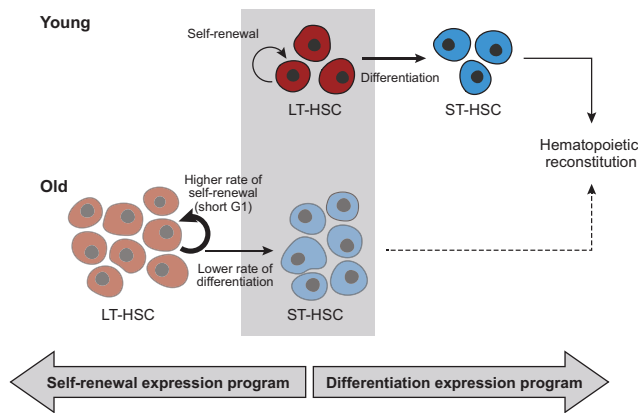 Young
Self-renewal
Differentiation
LT-HSC
ST-HSC
Hematopoietic
reconstitution
Old
Higher rate of
self-renewal
(short G1)
Lower rate of
differentiation
LT-HSC
ST-HSC
Self-renewal expression program
Differentiation expression program